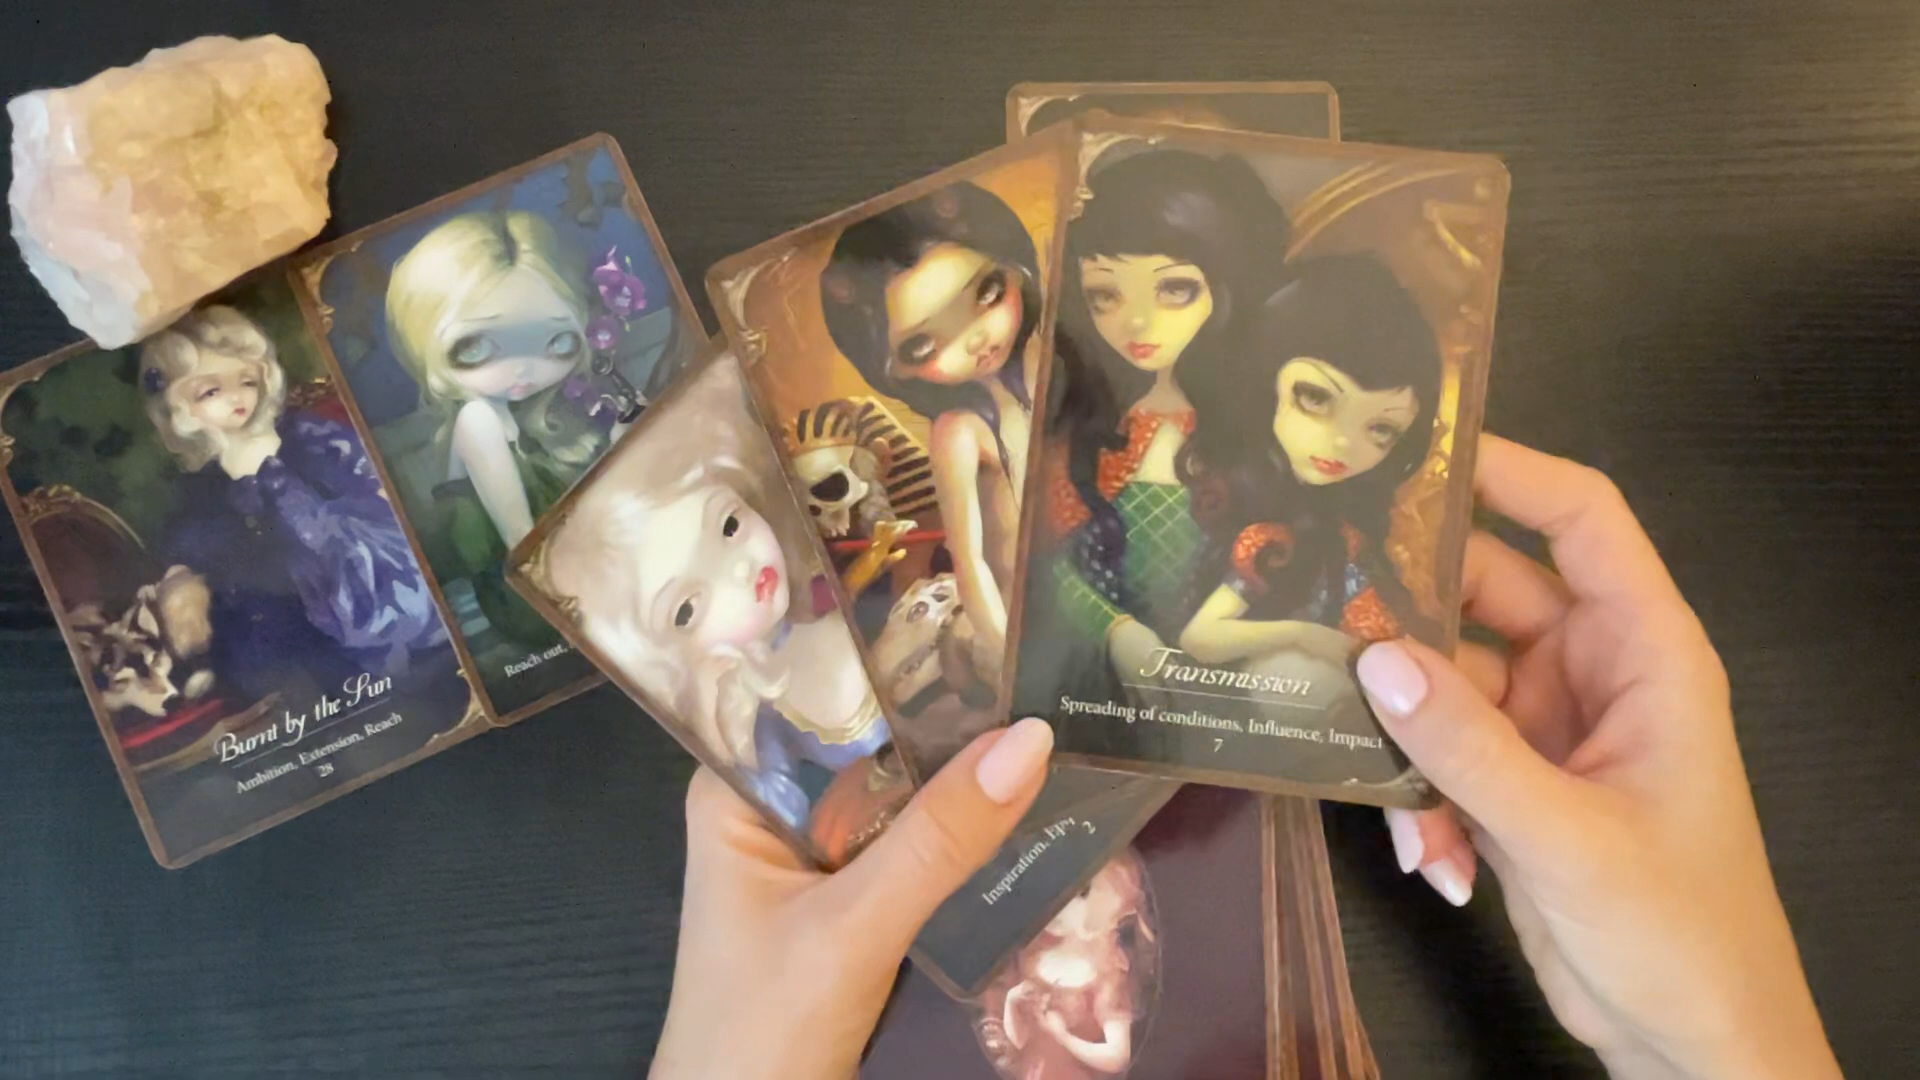 Burnt by the Sun
Ambition, Extension, Reach
28
Reach out,
Inspiration,
2
Transmission
Spreading of conditions, Influence, Impact
7